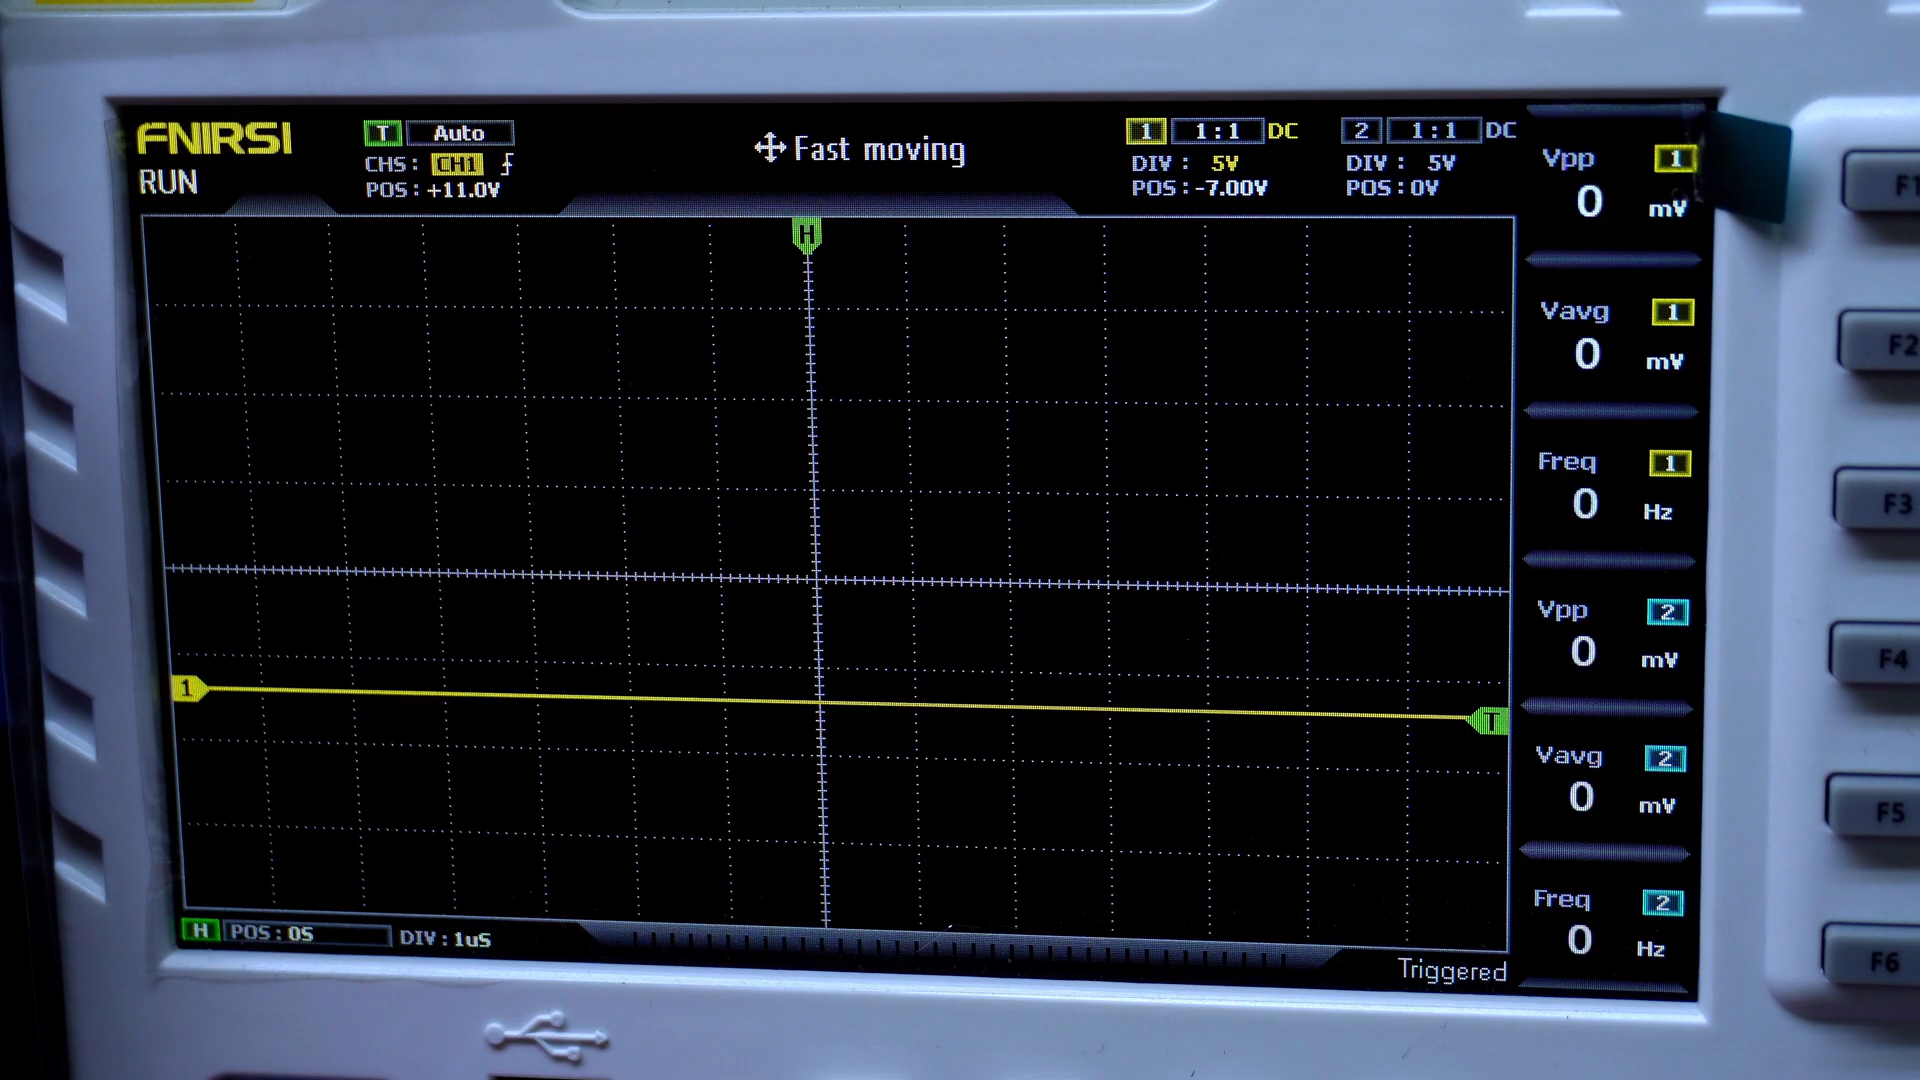 FNIRSI
RUN
T Auto
CHS: CH1
POS: +11.0V
Fast moving
1 1:1 DC
DIV: 5V
POS: -7.00V
2 1:1 DC
DIV: 5V
POS: 0V
H
1
T
Vpp 1
0 mV
Vavg 1
0 mV
Freq 1
0 Hz
Vpp 2
0 mV
Vavg 2
0 mV
Freq 2
0 Hz
H POS: 0S DIV: 1uS
Triggered
F1
F2
F3
F4
F5
F6